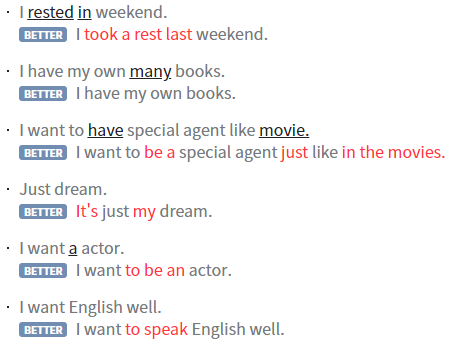 · I rested in weekend.
BETTER I took a rest last weekend.
· I have my own many books.
BETTER I have my own books.
· I want to have special agent like movie.
BETTER I want to be a special agent just like in the movies.
· Just dream.
BETTER It's just my dream.
· I want a actor.
BETTER I want to be an actor.
· I want English well.
BETTER I want to speak English well.